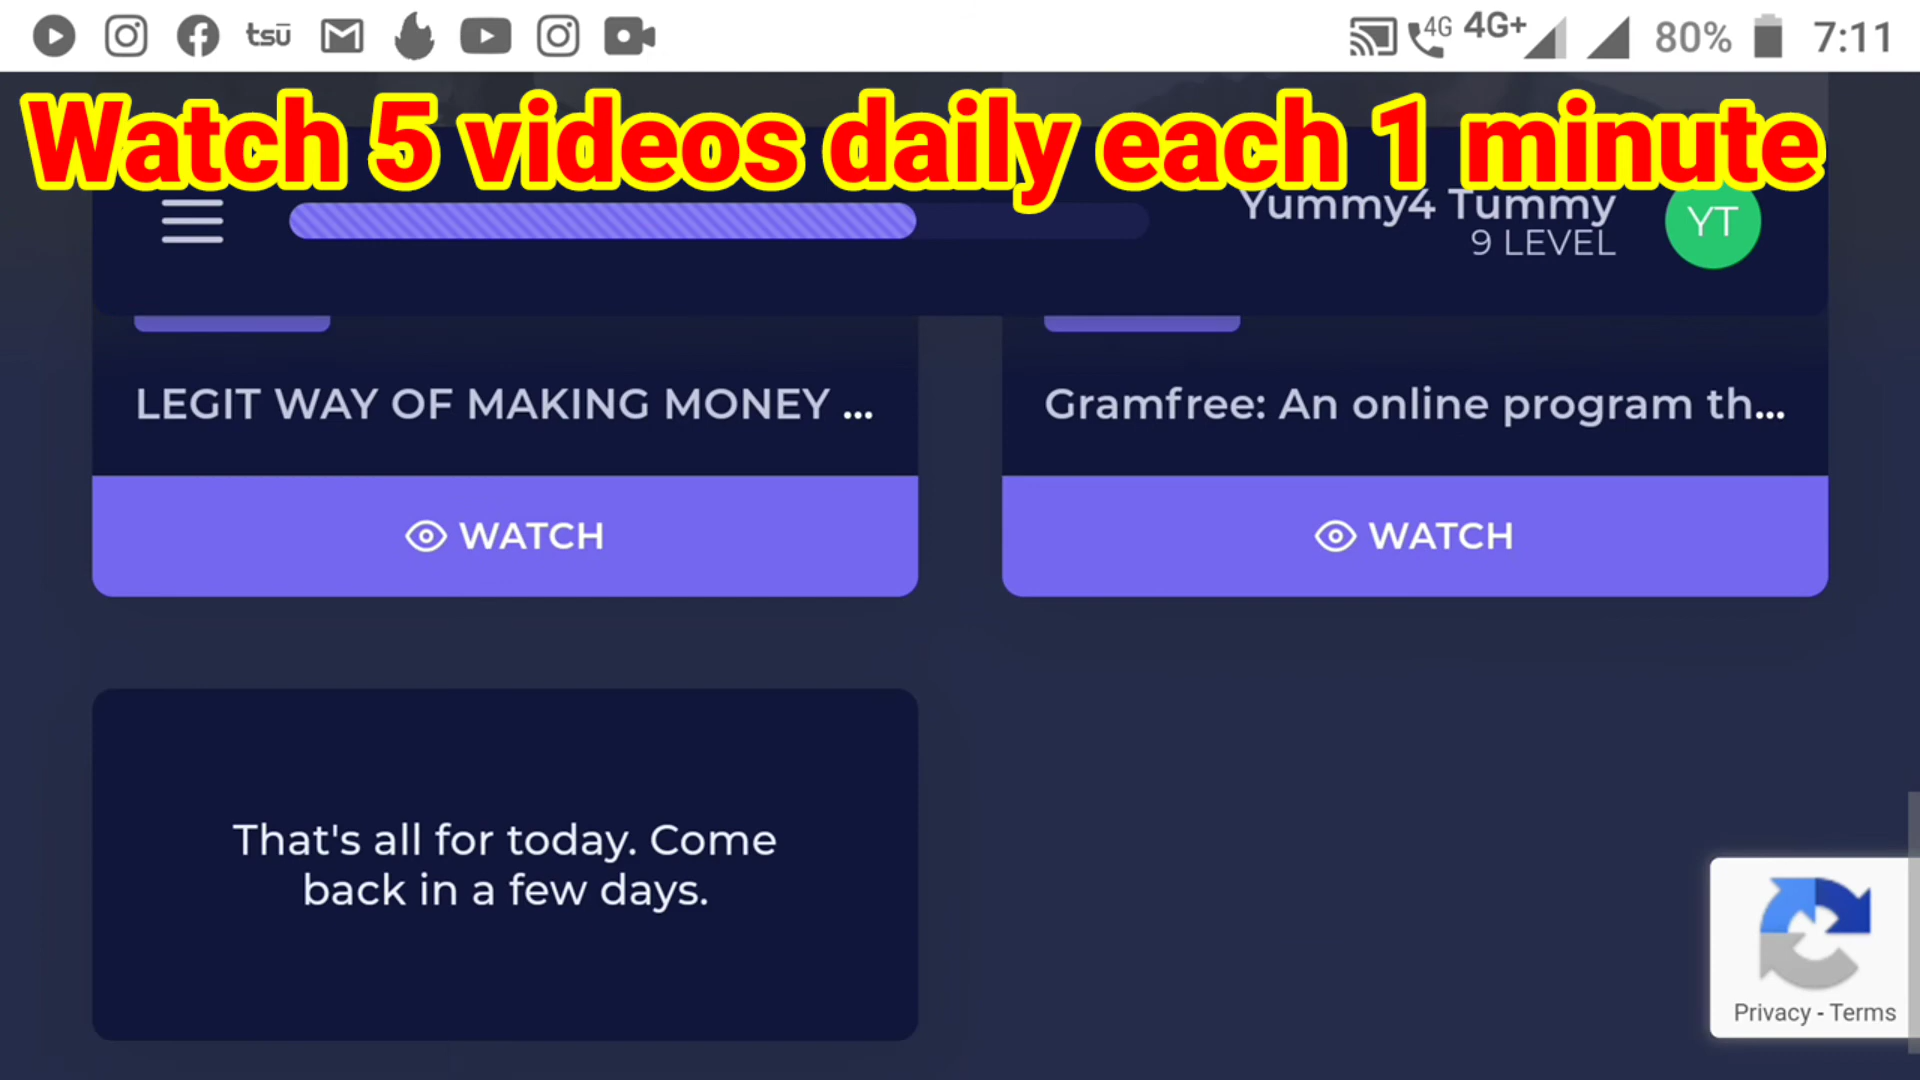 tsū 4G 4G+ 80% 7:11
Watch 5 videos daily each 1 minute
Yummy4 Tummy
9 LEVEL
YT
LEGIT WAY OF MAKING MONEY ...
Gramfree: An online program th...
WATCH
WATCH
That's all for today. Come
back in a few days.
Privacy - Terms